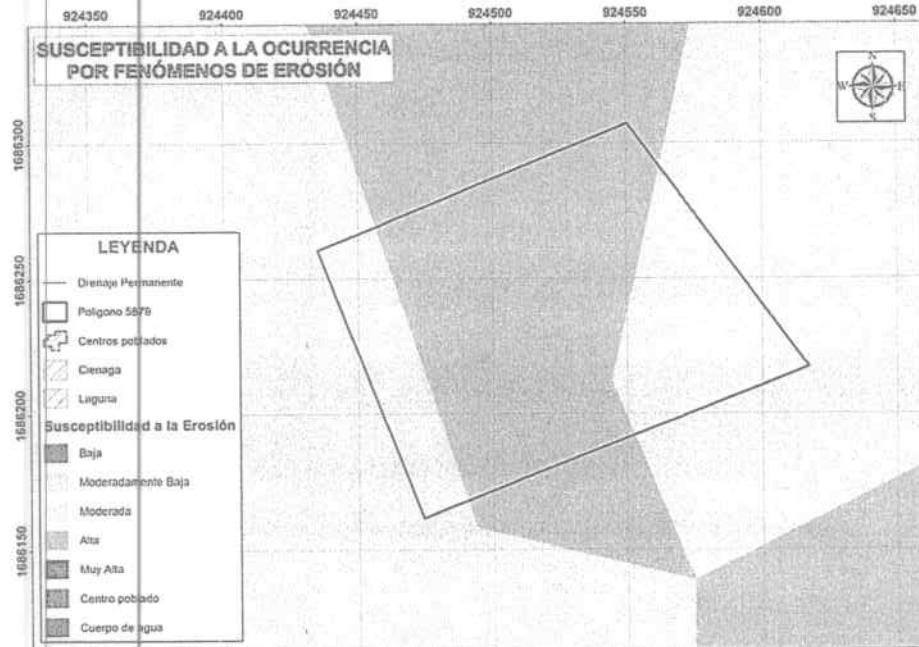 924350 924400 924450 924500 924550 924600 924650
SUSCEPTIBILIDAD A LA OCURRENCIA
POR FENÓMENOS DE EROSIÓN
N
W E
S
1686300
1686250
1686200
1686150
LEYENDA
Drenaje Permanente
Poligono 5879
Centros poblados
Cienaga
Laguna
Susceptibilidad a la Erosión
Baja
Moderadamente Baja
Moderada
Alta
Muy Alta
Centro poblado
Cuerpo de agua